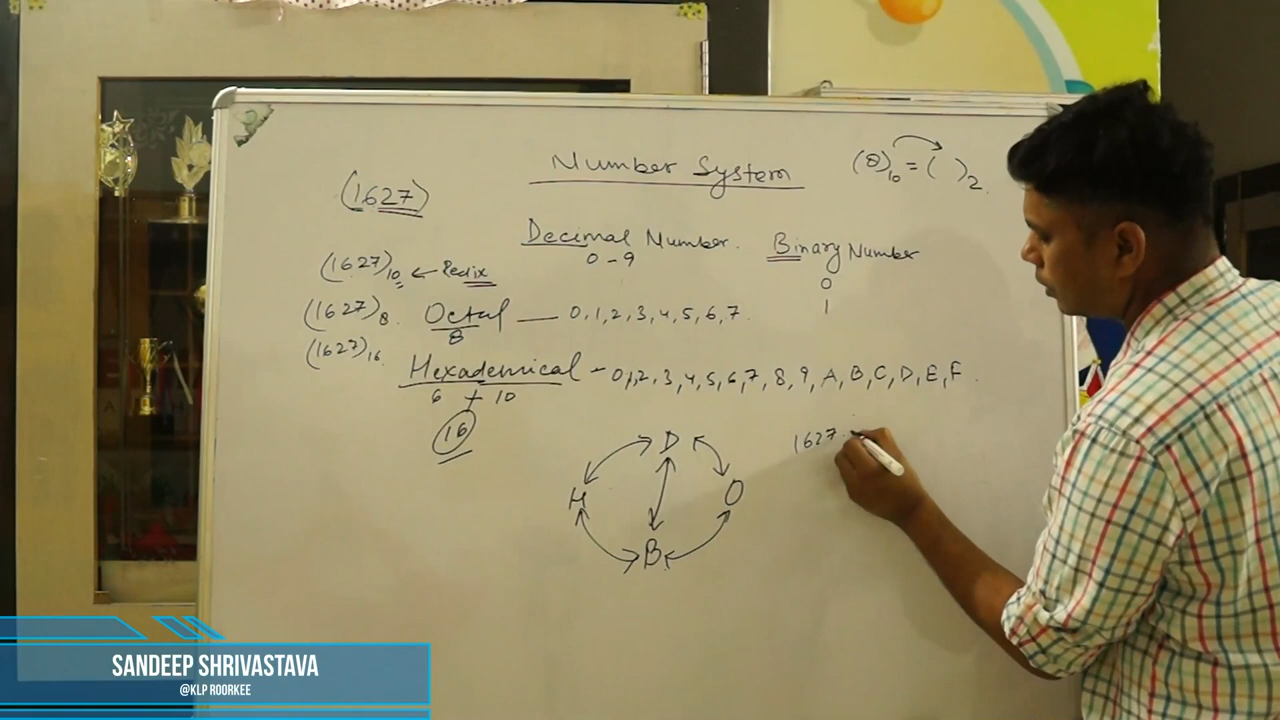 Number System
(8)10 = ( )2
(1627)
Decimal Number.
0 - 9
Binary Number
0
1
(1627)10 ← Redix
(1627)8. Octal — 0,1,2,3,4,5,6,7.
8
(1627)16
Hexademical - 0,1,2,3,4,5,6,7,8,9,A,B,C,D,E,F.
6 + 10
16
D
H
O
B
1627.
SANDEEP SHRIVASTAVA
@KLP ROORKEE